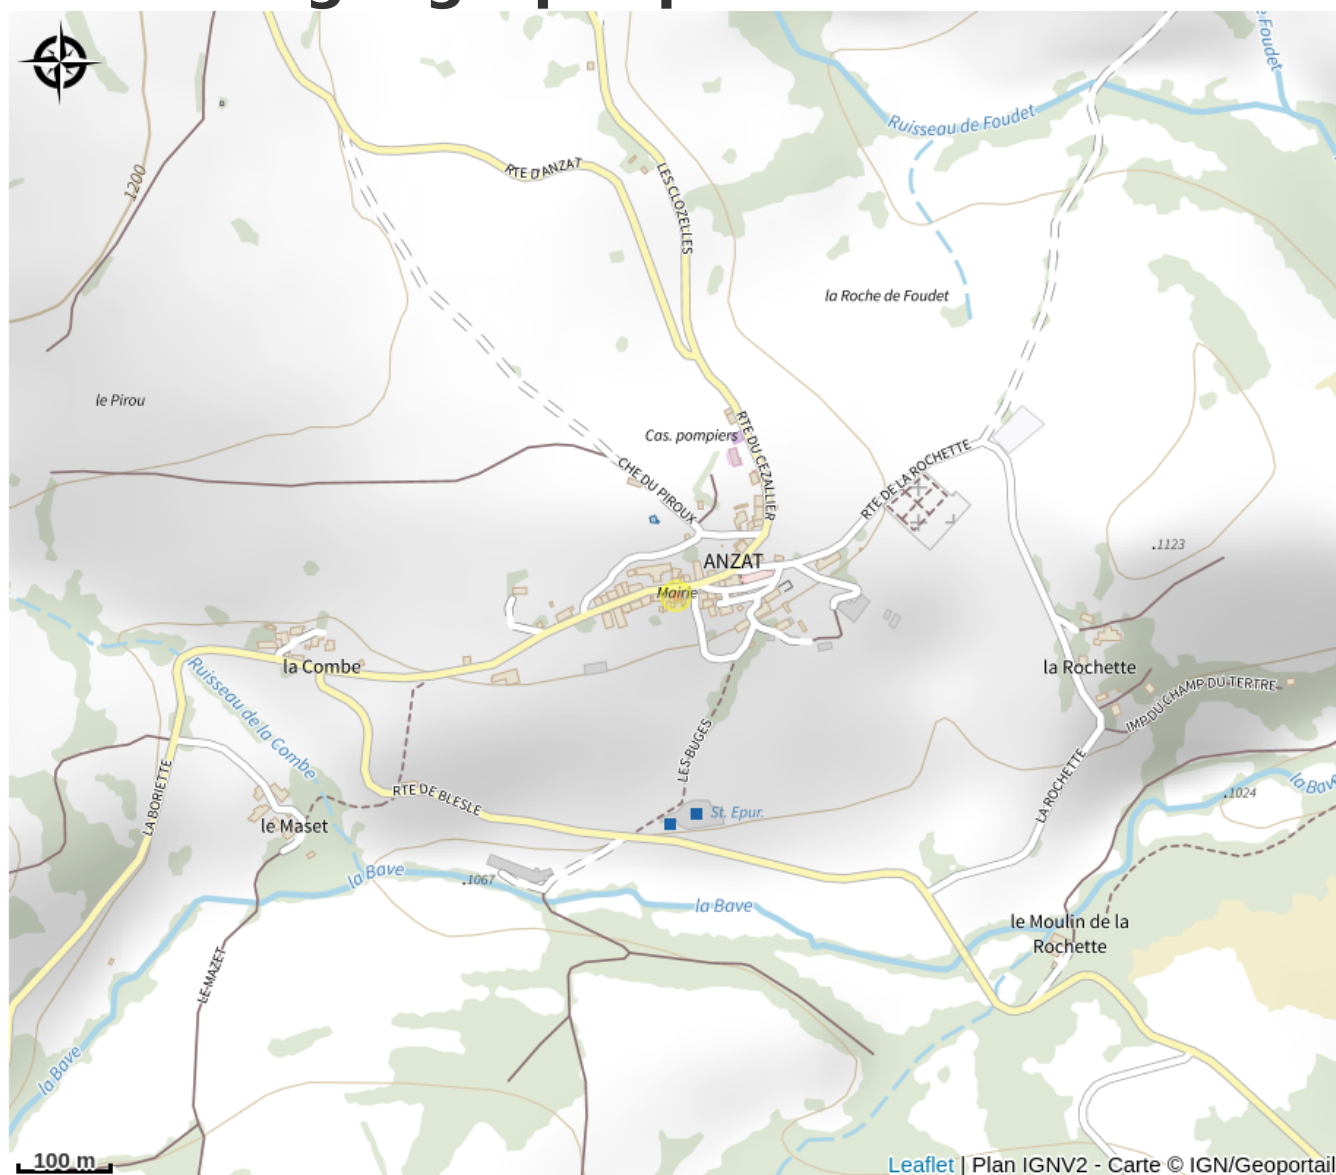 Foudet
Ruisseau de Foudet
RTE D'ANZAT
LES CLOZELLES
1200
la Roche de Foudet
le Pirou
Cas. pompiers
RTE DU CEZALLIER
CHE DU PIROUX
RTE DE LA ROCHETTE
ANZAT
.1123
Mairie
la Combe
la Rochette
Ruisseau de la Combe
IMP DU CHAMP DU TERTRE
LES BUGES
LA BORIETTE
RTE DE BLESLE
LA ROCHETTE
.1024
la Bave
St. Epur.
le Maset
la Bave
.1067
la Bave
le Moulin de la
Rochette
LE MAZET
la Bave
100 m
Leaflet | Plan IGNV2 - Carte © IGN/Geoportail